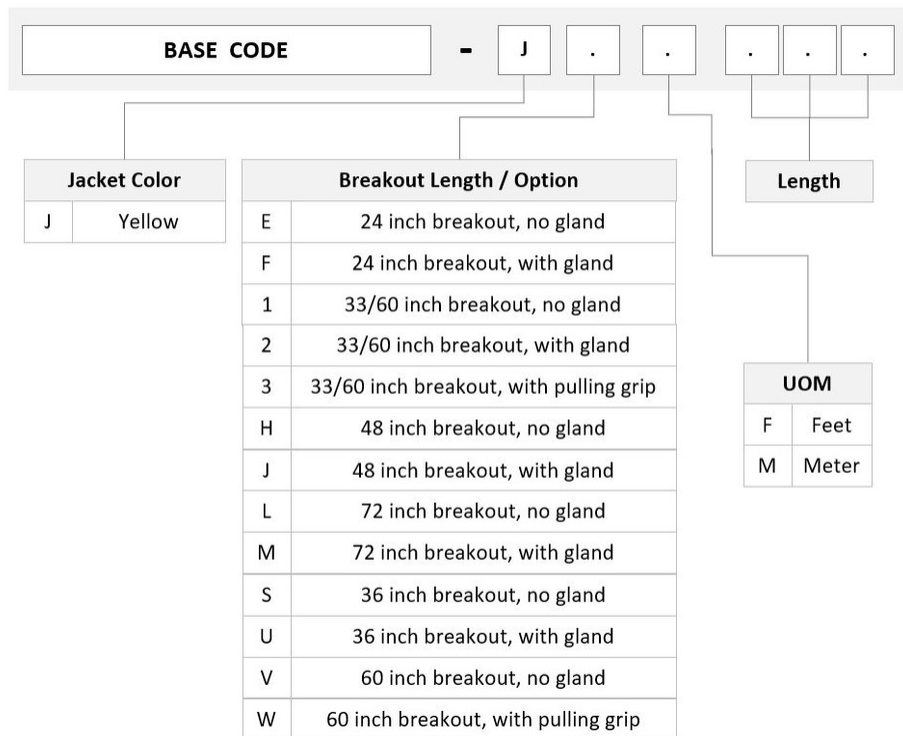 BASE CODE - J . . . . .
Jacket Color
J Yellow
Breakout Length / Option
E 24 inch breakout, no gland
F 24 inch breakout, with gland
1 33/60 inch breakout, no gland
2 33/60 inch breakout, with gland
3 33/60 inch breakout, with pulling grip
H 48 inch breakout, no gland
J 48 inch breakout, with gland
L 72 inch breakout, no gland
M 72 inch breakout, with gland
S 36 inch breakout, no gland
U 36 inch breakout, with gland
V 60 inch breakout, no gland
W 60 inch breakout, with pulling grip
Length
UOM
F Feet
M Meter